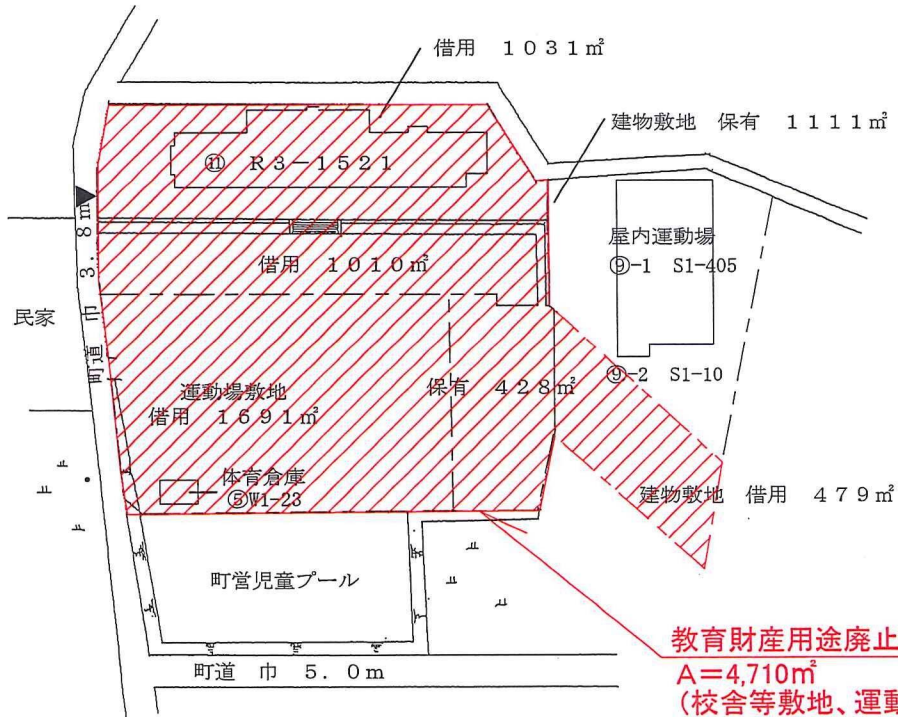 借用 1031㎡
建物敷地 保有 1111㎡
⑪ R3-1521
屋内運動場
⑨-1 S1-405
町道 巾 3.8m
借用 1010㎡
民家
⑨-2 S1-10
運動場敷地
借用 1691㎡
保有 428㎡
体育倉庫
⑤W1-23
建物敷地 借用 479㎡
町営児童プール
教育財産用途廃止
A=4,710㎡
(校舎等敷地、運動
町道 巾 5.0m